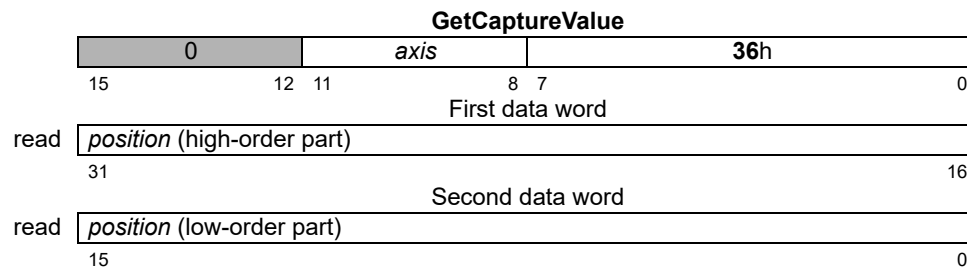 GetCaptureValue
0 axis 36h
15 12 11 8 7 0
First data word
read position (high-order part)
31 16
Second data word
read position (low-order part)
15 0